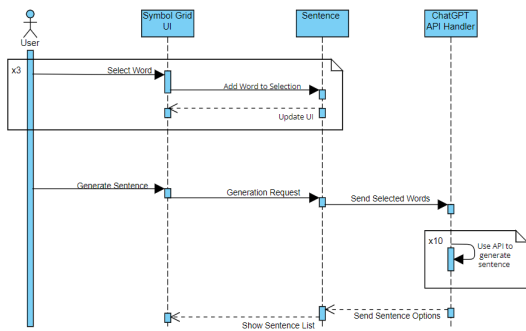 Symbol Grid
UI
Sentence
ChatGPT
API Handler
User
x3
Select Word
Add Word to Selection
Update UI
Generate Sentence
Generation Request
Send Selected Words
x10
Use API to
generate
sentence
Send Sentence Options
Show Sentence List